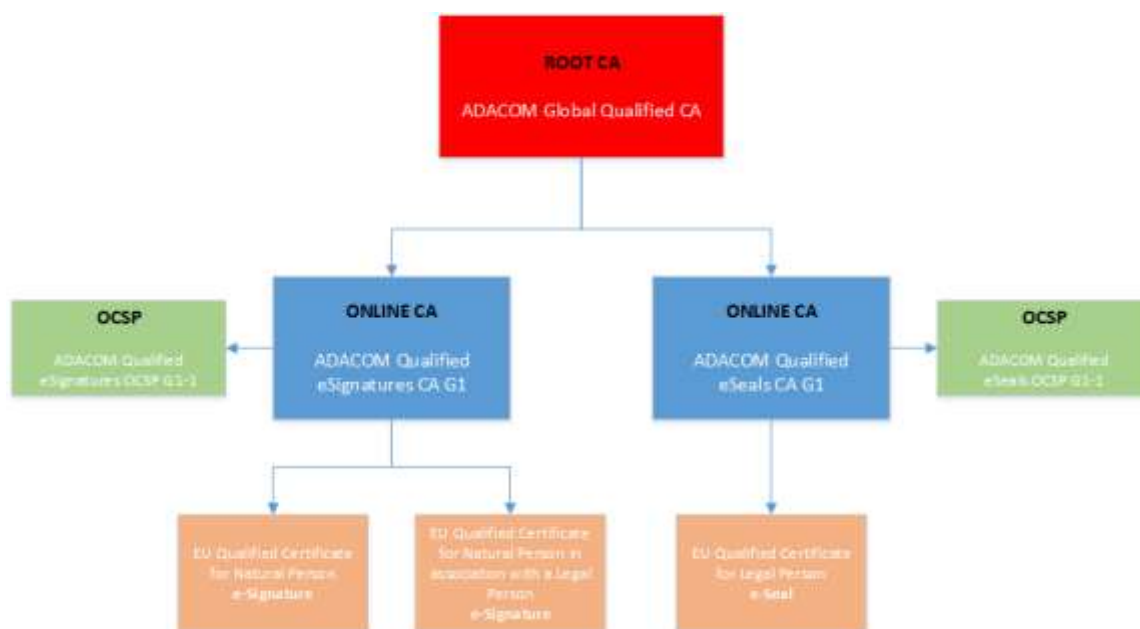 ROOT CA
ADACOM Global Qualified CA
OCSP
ADACOM Qualified
eSignatures OCSP G1-1
ONLINE CA
ADACOM Qualified
eSignatures CA G1
ONLINE CA
ADACOM Qualified
eSeals CA G1
OCSP
ADACOM Qualified
eSeals OCSP G1-1
EU Qualified Certificate
for Natural Person
e-Signature
EU Qualified Certificate
for Natural Person in
association with a Legal
Person
e-Signature
EU Qualified Certificate
for Legal Person
e-Seal